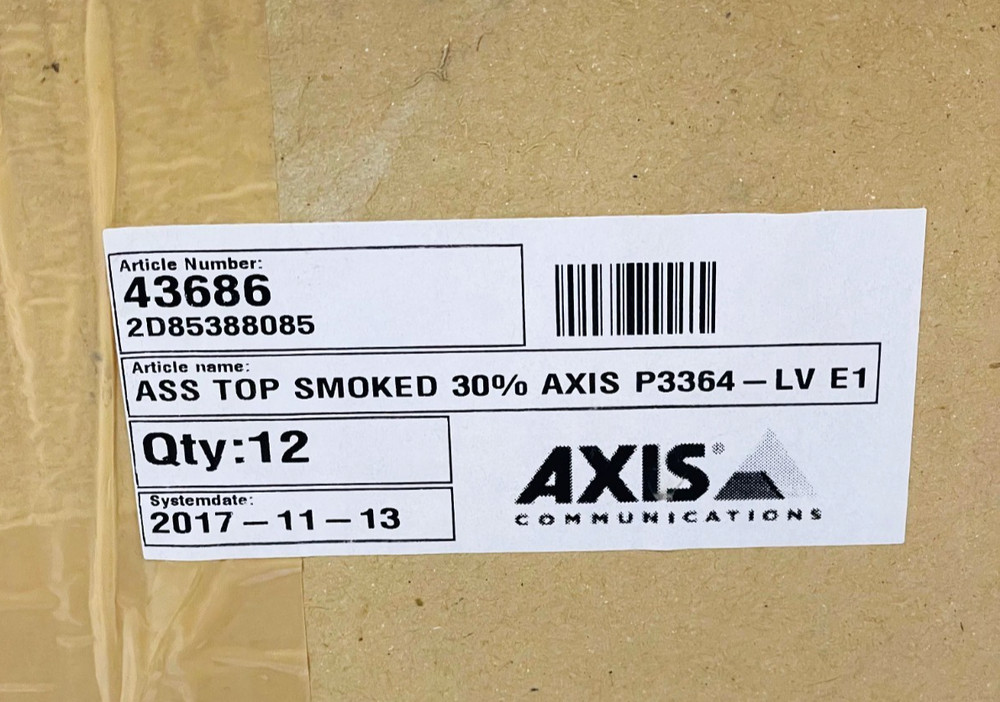 Article Number:
43686
2D85388085
Article name:
ASS TOP SMOKED 30% AXIS P3364-LV E1
Qty:12
Systemdate:
2017-11-13
AXIS®
COMMUNICATIONS